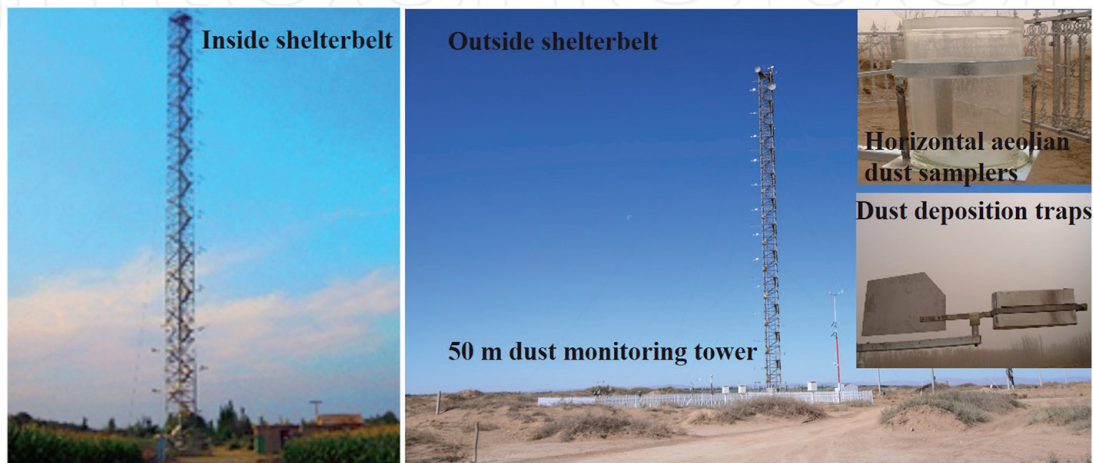 Inside shelterbelt
Outside shelterbelt
Horizontal aeolian
dust samplers
Dust deposition traps
50 m dust monitoring tower